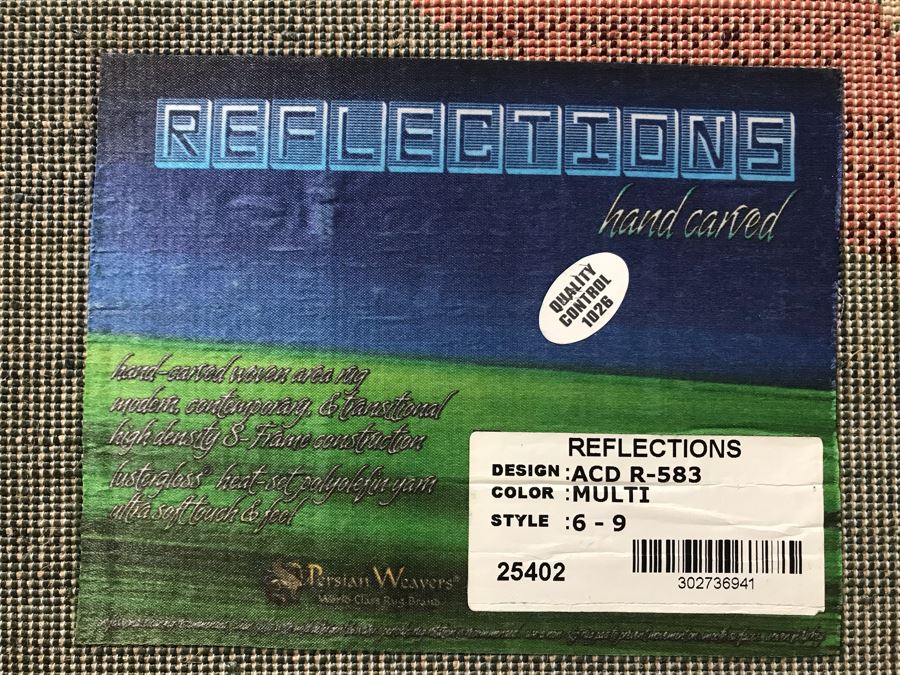 REFLECTIONS
hand carved
QUALITY
CONTROL
1026
hand-carved woven area rug
modern, contemporary, & transitional
high density 8-Frame construction
lustergloss® heat-set polyolefin yarn
ultra soft touch & feel
REFLECTIONS
DESIGN :ACD R-583
COLOR :MULTI
STYLE :6 - 9
25402
302736941
Persian Weavers®
World Class Rug Brand